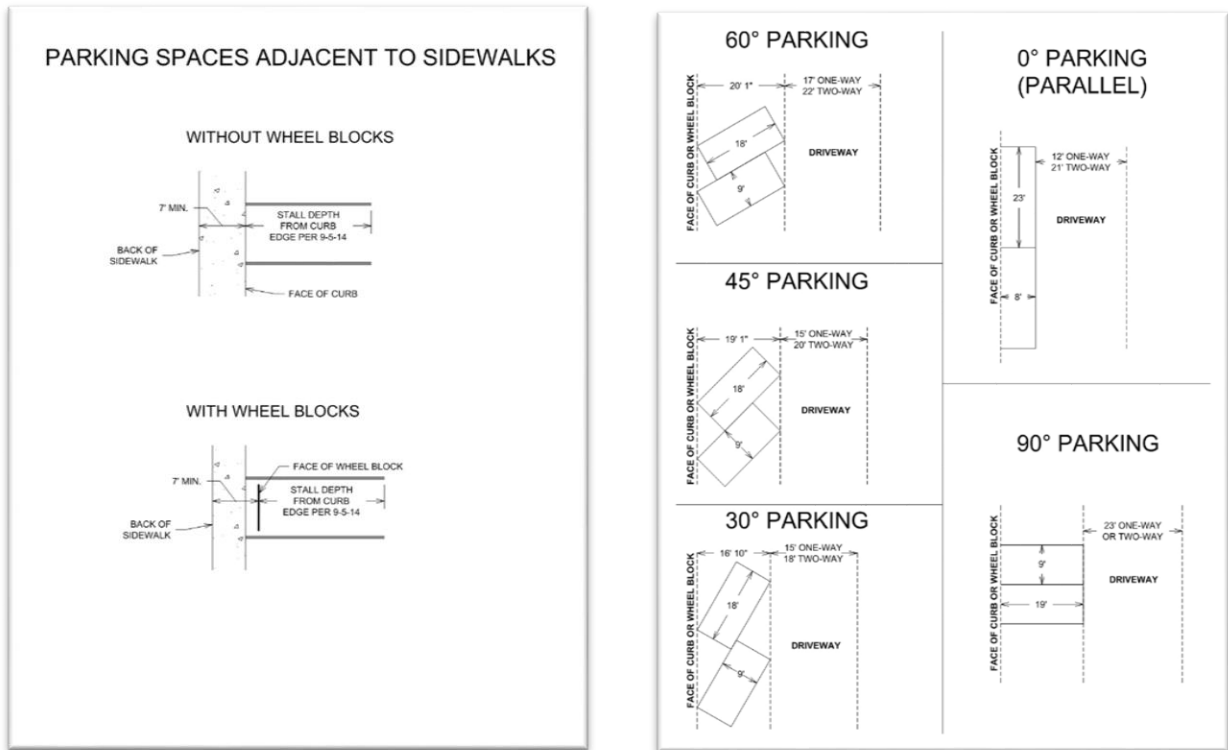 PARKING SPACES ADJACENT TO SIDEWALKS
WITHOUT WHEEL BLOCKS
7' MIN.
STALL DEPTH
FROM CURB
EDGE PER 9-5-14
BACK OF
SIDEWALK
FACE OF CURB
WITH WHEEL BLOCKS
FACE OF WHEEL BLOCK
7' MIN.
STALL DEPTH
FROM CURB
EDGE PER 9-5-14
BACK OF
SIDEWALK
60° PARKING
FACE OF CURB OR WHEEL BLOCK
20' 1"
17' ONE-WAY
22' TWO-WAY
18'
9'
DRIVEWAY
45° PARKING
FACE OF CURB OR WHEEL BLOCK
19' 1"
15' ONE-WAY
20' TWO-WAY
18'
9'
DRIVEWAY
30° PARKING
FACE OF CURB OR WHEEL BLOCK
16' 10"
15' ONE-WAY
18' TWO-WAY
18'
9'
DRIVEWAY
0° PARKING
(PARALLEL)
FACE OF CURB OR WHEEL BLOCK
12' ONE-WAY
21' TWO-WAY
23'
8'
DRIVEWAY
90° PARKING
FACE OF CURB OR WHEEL BLOCK
23' ONE-WAY
OR TWO-WAY
9'
19'
DRIVEWAY